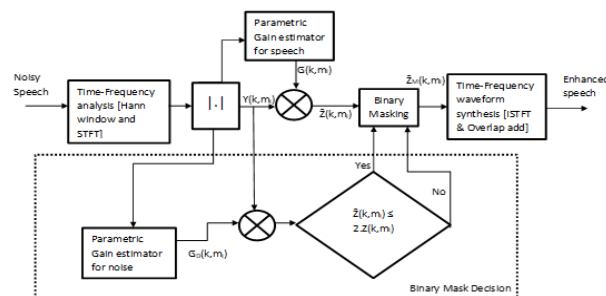 Parametric
Gain estimator
for speech
Noisy
Speech
G(k,mᵢ)
Time-Frequency
analysis [Hann
window and
STFT]
|.|
Y(k,mᵢ)
Z̄(k,mᵢ)
Binary
Masking
Z̄ₘ(k,mᵢ)
Time-Frequency
waveform
synthesis [ISTFT
& Overlap add]
Enhanced
speech
Yes
No
Parametric
Gain estimator
for noise
G₀(k,mᵢ)
Z̄(k,mᵢ) ≤
2.Z(k,mᵢ)
Binary Mask Decision